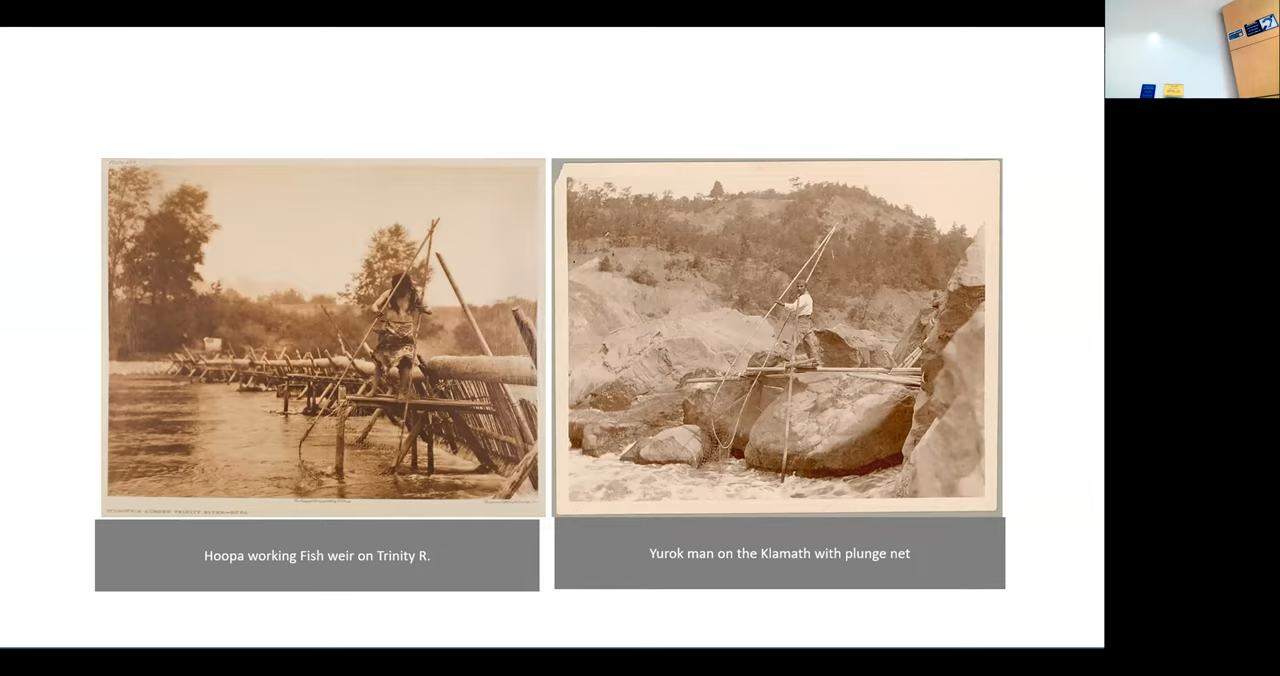 Hoopa working Fish weir on Trinity R.
Yurok man on the Klamath with plunge net